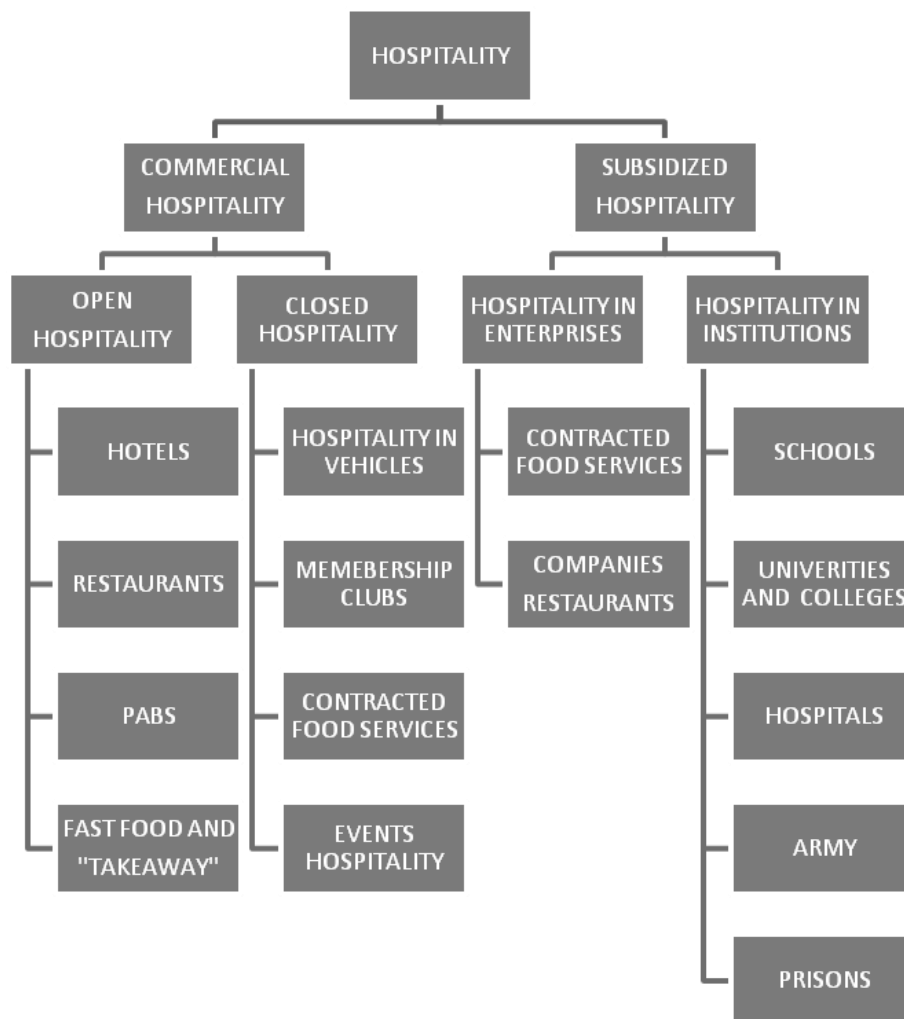 HOSPITALITY
COMMERCIAL
HOSPITALITY
SUBSIDIZED
HOSPITALITY
OPEN
HOSPITALITY
CLOSED
HOSPITALITY
HOSPITALITY IN
ENTERPRISES
HOSPITALITY IN
INSTITUTIONS
HOTELS
RESTAURANTS
PABS
FAST FOOD AND
"TAKEAWAY"
HOSPITALITY IN
VEHICLES
MEMEBERSHIP
CLUBS
CONTRACTED
FOOD SERVICES
EVENTS
HOSPITALITY
CONTRACTED
FOOD SERVICES
COMPANIES
RESTAURANTS
SCHOOLS
UNIVERITIES
AND COLLEGES
HOSPITALS
ARMY
PRISONS